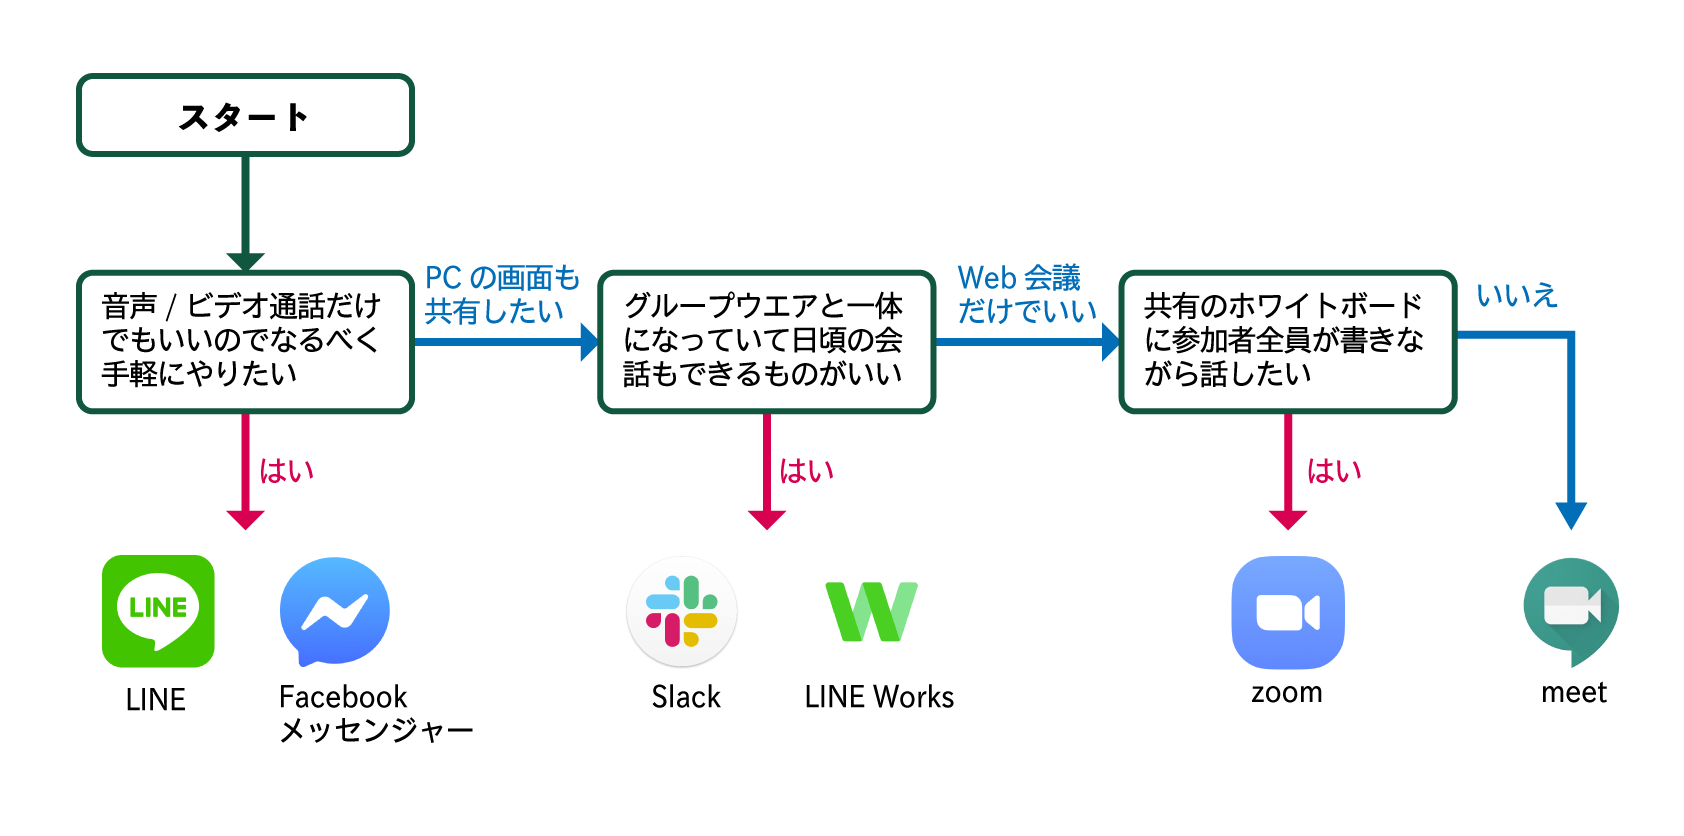 スタート
音声 / ビデオ通話だけ
でもいいのでなるべく
手軽にやりたい
PC の画面も
共有したい
グループウエアと一体
になっていて日頃の会
話もできるものがいい
Web 会議
だけでいい
共有のホワイトボード
に参加者全員が書きな
がら話したい
いいえ
はい
はい
はい
LINE
LINE
Facebook
メッセンジャー
Slack
LINE Works
zoom
meet